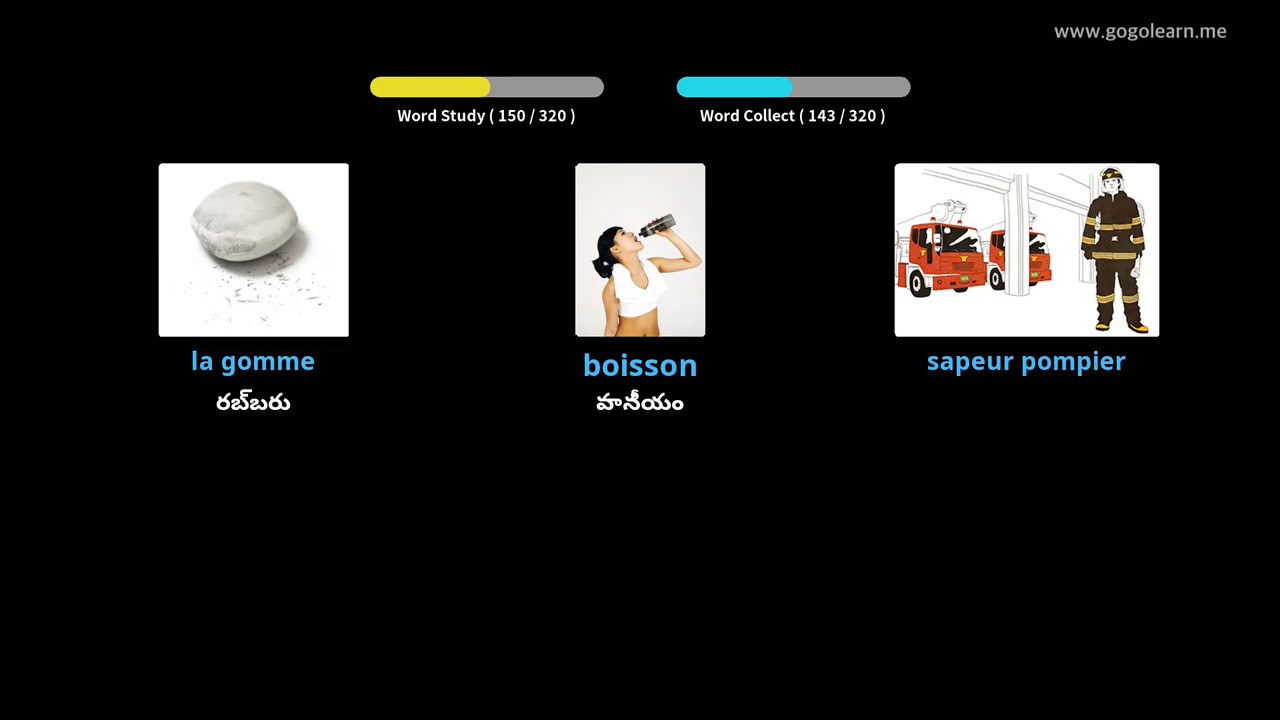 www.gogolearn.me
Word Study ( 150 / 320 )
Word Collect ( 143 / 320 )
la gomme
boisson
sapeur pompier
రబ్బరు
పానీయం